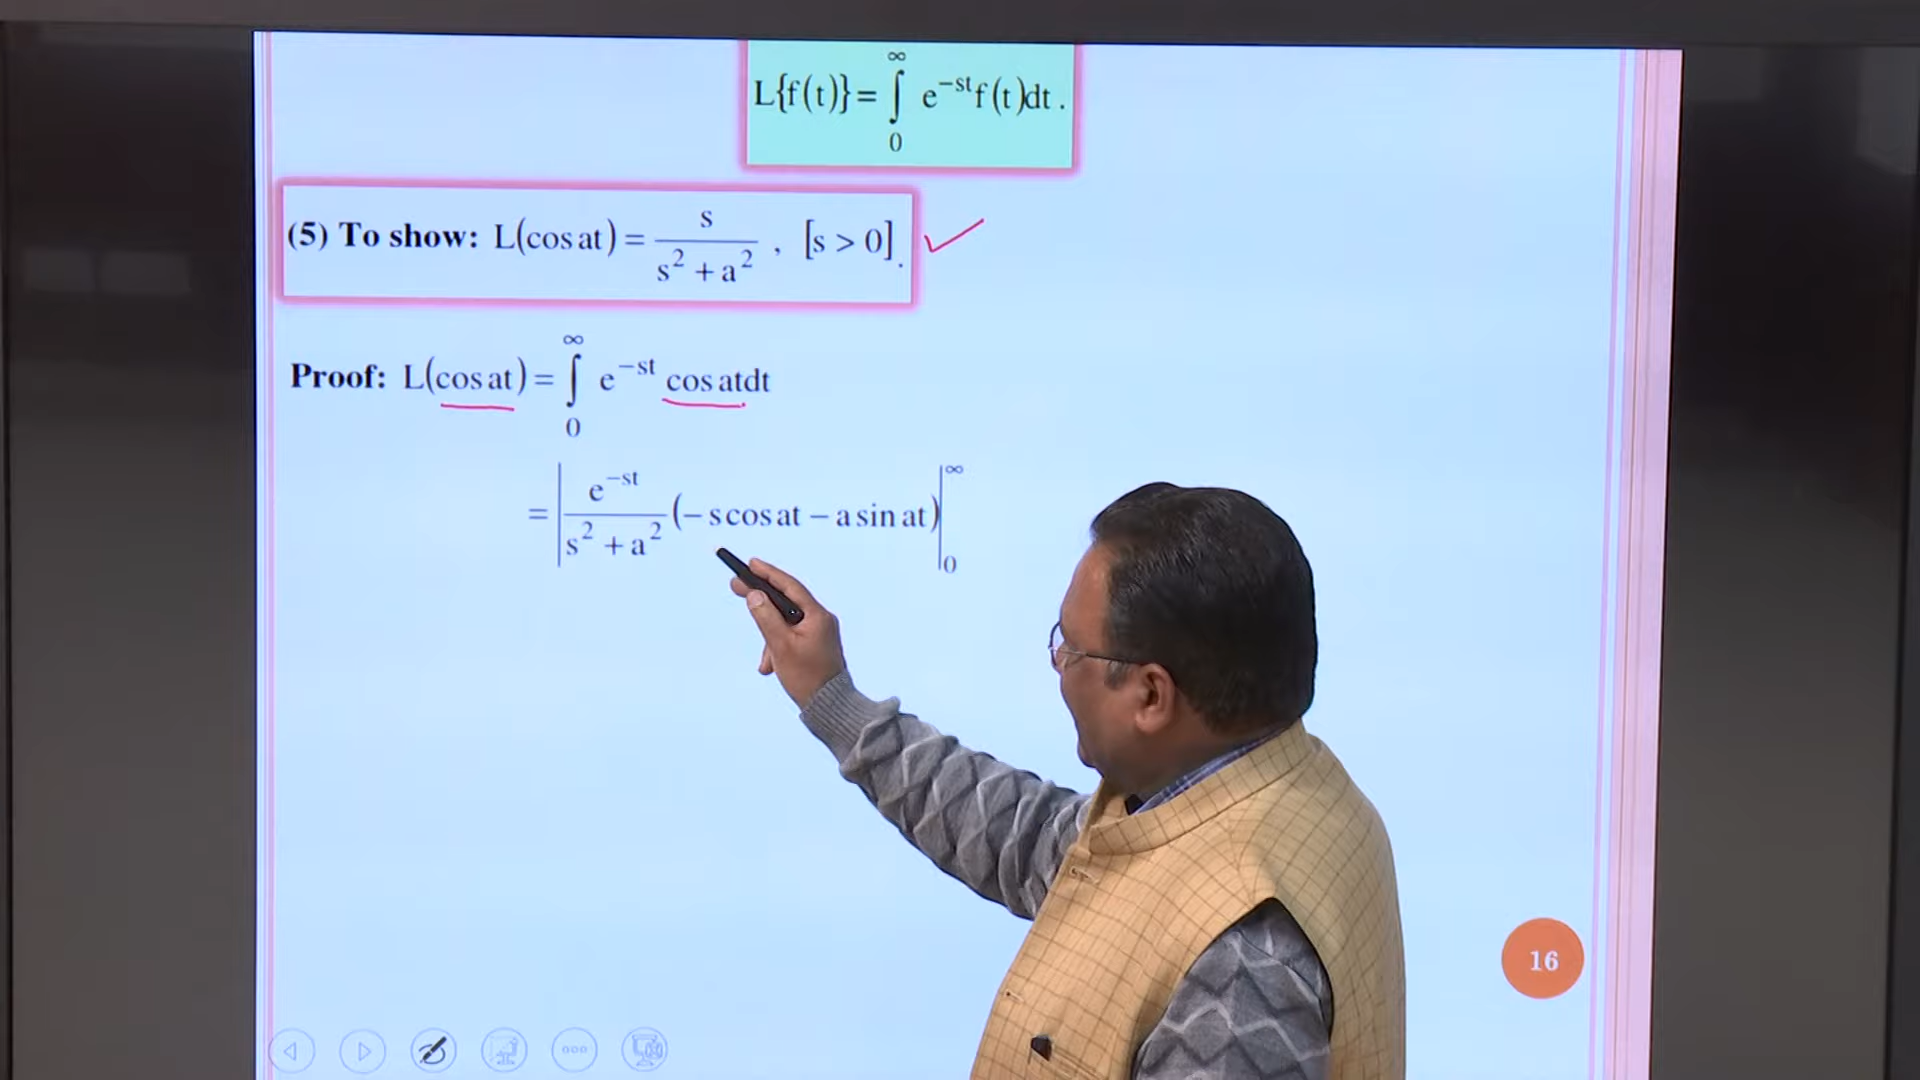 L{f(t)} = ∫₀^∞ e^(−st) f(t)dt .
(5) To show: L(cos at) = s / (s² + a²) , [s > 0] .
Proof: L(cos at) = ∫₀^∞ e^(−st) cos atdt
= | e^(−st) / (s² + a²) (− s cos at − a sin at) |₀^∞
16